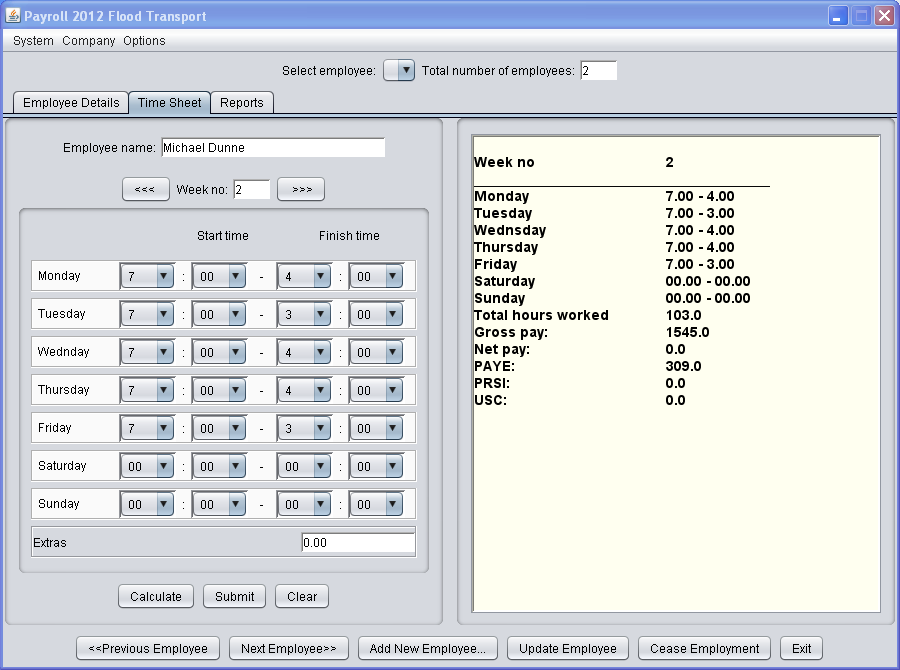 Payroll 2012 Flood Transport
System Company Options
Select employee: Total number of employees: 2
Employee Details Time Sheet Reports
Employee name: Michael Dunne
<<< Week no: 2 >>>
Start time Finish time
Monday 7 : 00 - 4 : 00
Tuesday 7 : 00 - 3 : 00
Wednday 7 : 00 - 4 : 00
Thursday 7 : 00 - 4 : 00
Friday 7 : 00 - 3 : 00
Saturday 00 : 00 - 00 : 00
Sunday 00 : 00 - 00 : 00
Extras 0.00
Calculate Submit Clear
Week no 2
Monday 7.00 - 4.00
Tuesday 7.00 - 3.00
Wednsday 7.00 - 4.00
Thursday 7.00 - 4.00
Friday 7.00 - 3.00
Saturday 00.00 - 00.00
Sunday 00.00 - 00.00
Total hours worked 103.0
Gross pay: 1545.0
Net pay: 0.0
PAYE: 309.0
PRSI: 0.0
USC: 0.0
<<Previous Employee Next Employee>> Add New Employee... Update Employee Cease Employment Exit